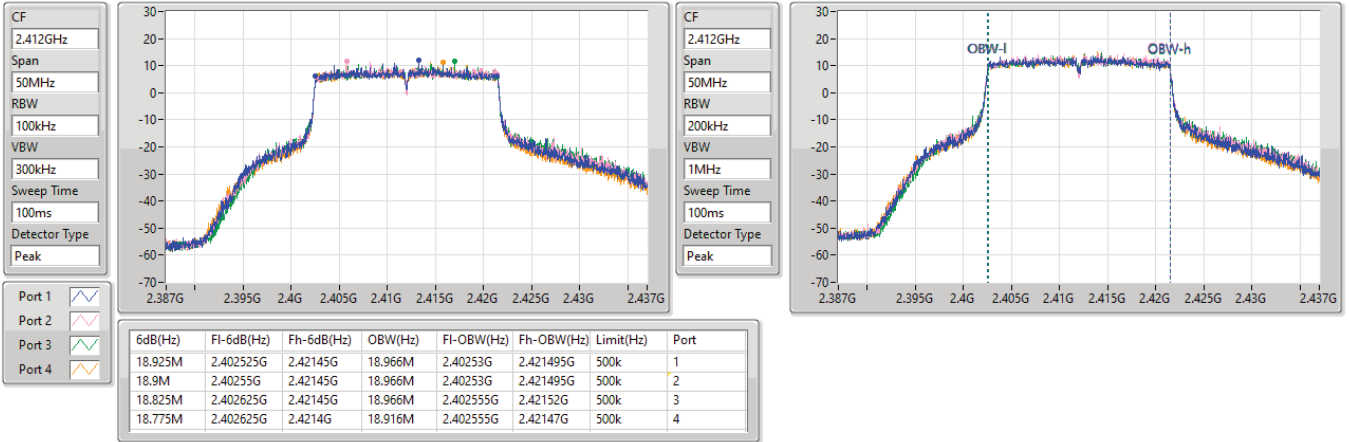 CF
2.412GHz
Span
50MHz
RBW
100kHz
VBW
300kHz
Sweep Time
100ms
Detector Type
Peak
30
20
10
0
-10
-20
-30
-40
-50
-60
-70
2.387G 2.395G 2.4G 2.405G 2.41G 2.415G 2.42G 2.425G 2.43G 2.437G
CF
2.412GHz
Span
50MHz
RBW
200kHz
VBW
1MHz
Sweep Time
100ms
Detector Type
Peak
30
20
10
0
-10
-20
-30
-40
-50
-60
-70
OBW-l OBW-h
2.387G 2.395G 2.4G 2.405G 2.41G 2.415G 2.42G 2.425G 2.43G 2.437G
Port 1
Port 2
Port 3
Port 4
6dB(Hz) Fl-6dB(Hz) Fh-6dB(Hz) OBW(Hz) Fl-OBW(Hz) Fh-OBW(Hz) Limit(Hz) Port
18.925M 2.402525G 2.42145G 18.966M 2.40253G 2.421495G 500k 1
18.9M 2.40255G 2.42145G 18.966M 2.40253G 2.421495G 500k 2
18.825M 2.402625G 2.42145G 18.966M 2.402555G 2.42152G 500k 3
18.775M 2.402625G 2.4214G 18.916M 2.402555G 2.42147G 500k 4